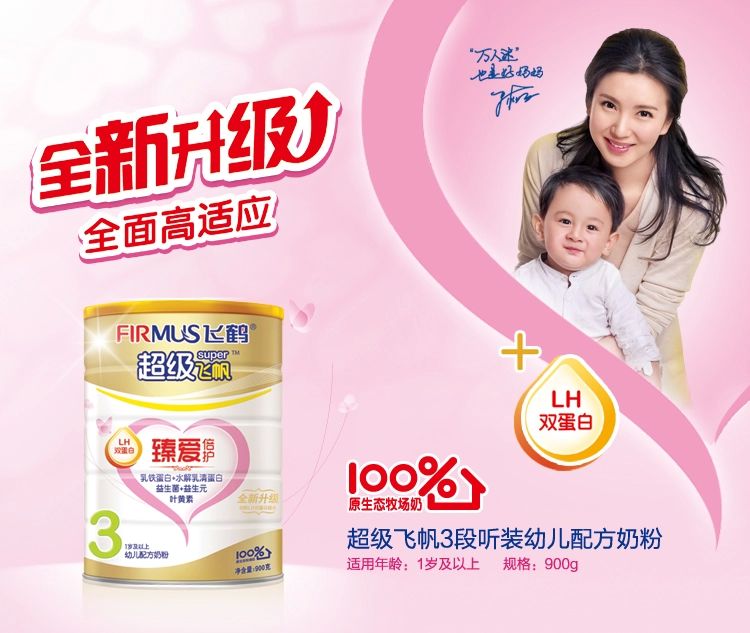 "万人迷"
也是好妈妈
全新升级
全面高适应
FIRMUS飞鹤®
超级飞帆™
super
LH
双蛋白
臻爱倍护
乳铁蛋白+水解乳清蛋白
益生菌+益生元
叶黄素
全新升级
3
1岁及以上
幼儿配方奶粉
100%
净含量:900克
+
LH
双蛋白
100%
原生态牧场奶
超级飞帆3段听装幼儿配方奶粉
适用年龄：1岁及以上 规格：900g